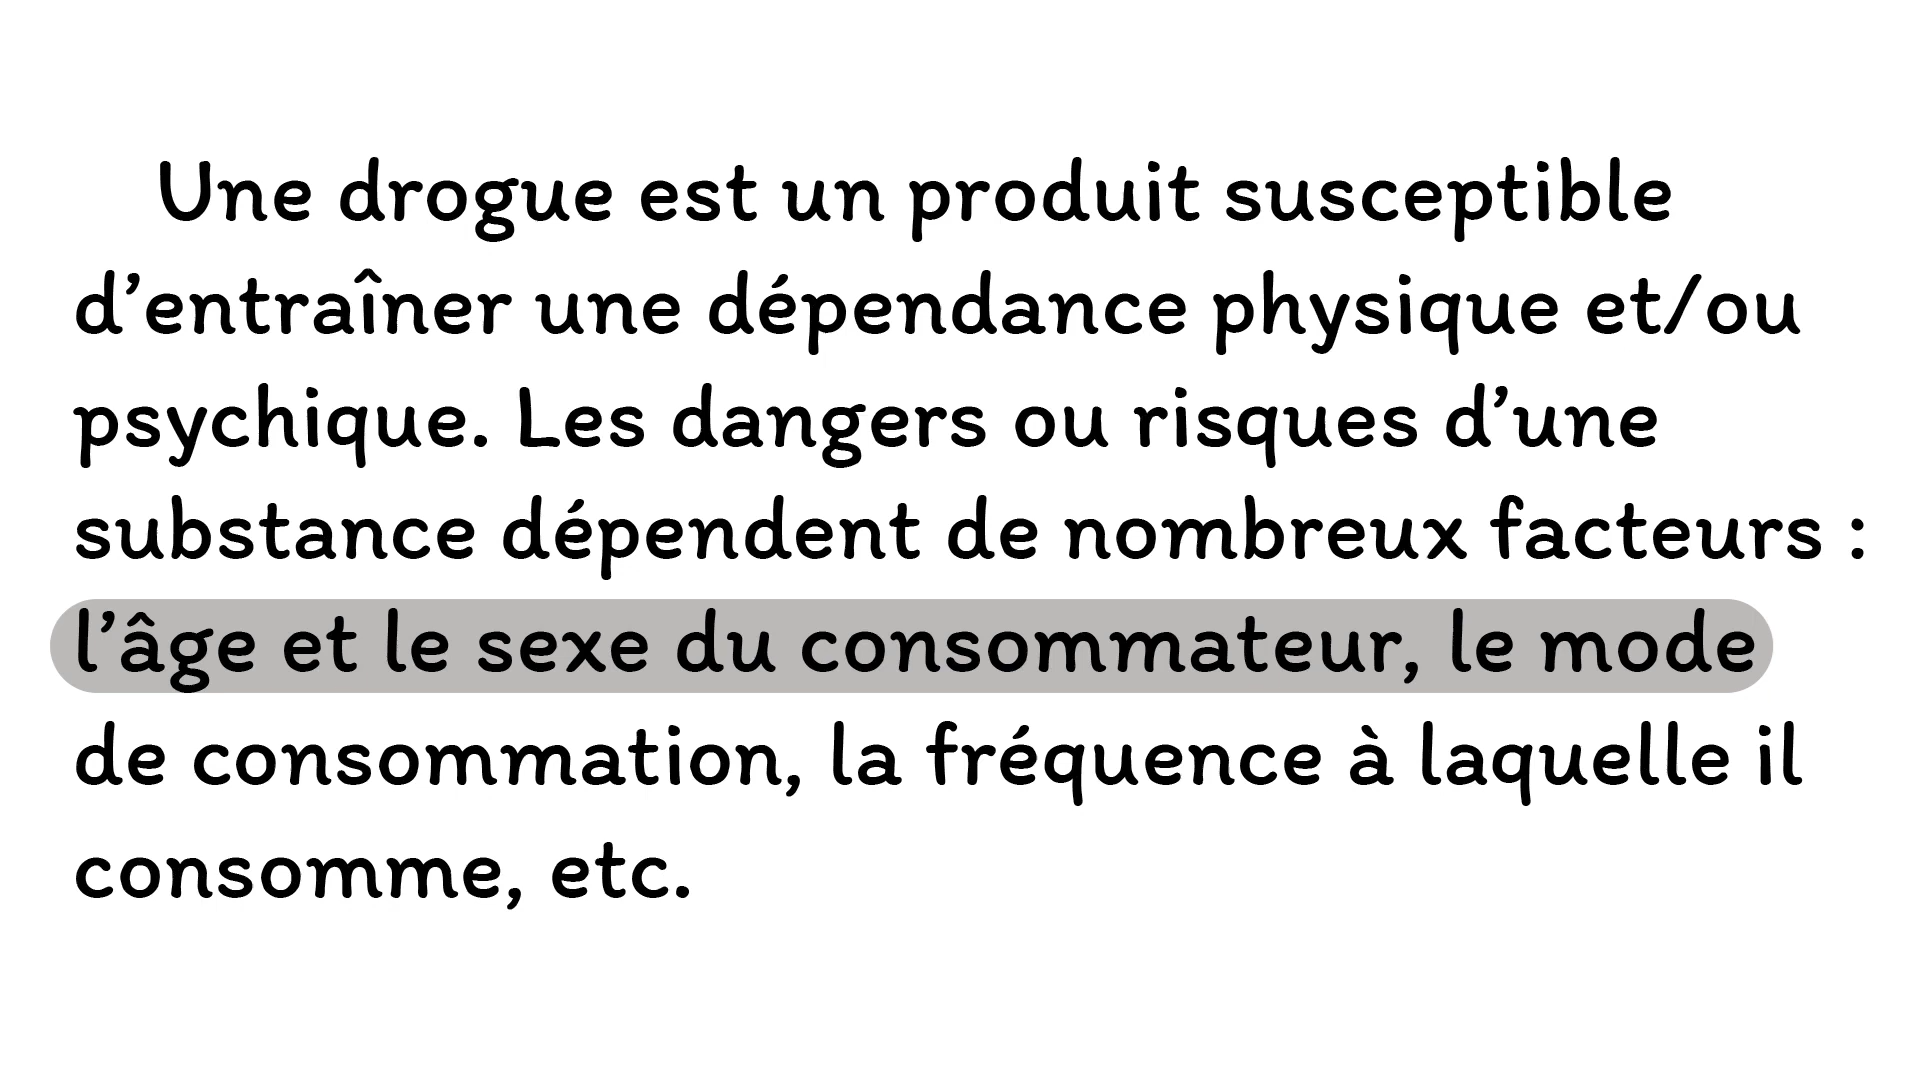 Une drogue est un produit susceptible
d’entraîner une dépendance physique et/ou
psychique. Les dangers ou risques d’une
substance dépendent de nombreux facteurs :
l’âge et le sexe du consommateur, le mode
de consommation, la fréquence à laquelle il
consomme, etc.